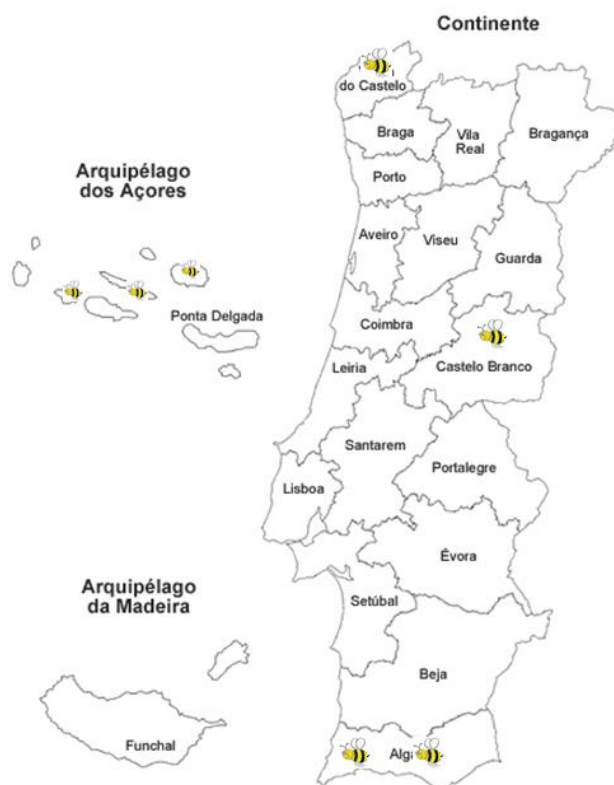 Continente
do Castelo
Braga
Vila
Real
Bragança
Porto
Arquipélago
dos Açores
Aveiro
Viseu
Guarda
Ponta Delgada
Coimbra
Leiria
Castelo Branco
Santarem
Portalegre
Lisboa
Évora
Arquipélago
da Madeira
Setúbal
Beja
Funchal